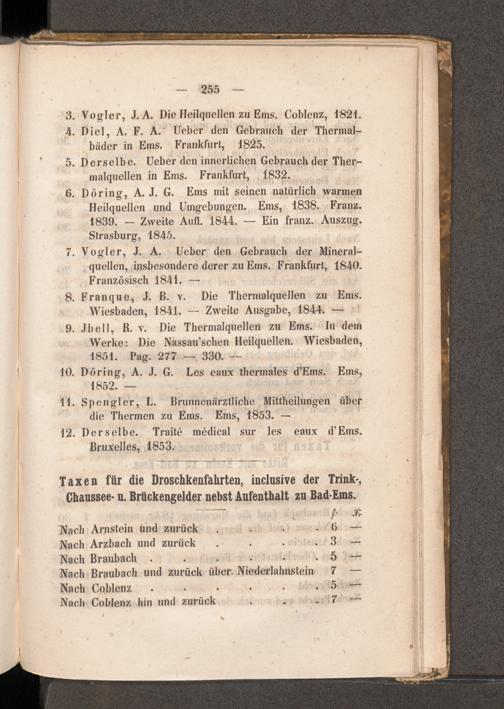 — 255 —
3. Vogler, J. A. Die Heilquellen zu Ems. Coblenz, 1821.
4. Diel, A. F. A. Ueber den Gebrauch der Thermal-
bäder in Ems. Frankfurt, 1825.
5. Derselbe. Ueber den innerlichen Gebrauch der Ther-
malquellen in Ems. Frankfurt, 1832.
6. Döring, A. J. G. Ems mit seinen natürlich warmen
Heilquellen und Umgebungen. Ems, 1838. Franz.
1839. — Zweite Aufl. 1844. — Ein franz. Auszug.
Strasburg, 1845.
7. Vogler, J. A. Ueber den Gebrauch der Mineral-
quellen, insbesondere derer zu Ems. Frankfurt, 1840.
Französisch 1841. —
8. Franque, J. B. v. Die Thermalquellen zu Ems.
Wiesbaden, 1841. — Zweite Ausgabe, 1844. —
9. Jbell, R. v. Die Thermalquellen zu Ems. In dem
Werke: Die Nassau'schen Heilquellen. Wiesbaden,
1851. Pag. 277 — 330. —
10. Döring, A. J. G. Les eaux thermales d'Ems. Ems,
1852. —
11. Spengler, L. Brunnenärztliche Mittheilungen über
die Thermen zu Ems. Ems, 1853. —
12. Derselbe. Traité médical sur les eaux d'Ems.
Bruxelles, 1853.
Taxen für die Droschkenfahrten, inclusive der Trink-,
Chaussee- u. Brückengelder nebst Aufenthalt zu Bad-Ems.
Nach Arnstein und zurück . . . . . 6 —
Nach Arzbach und zurück . . . . . 3 —
Nach Braubach . . . . . . . 5 —
Nach Braubach und zurück über Niederlahnstein 7 —
Nach Coblenz . . . . . . . 5 —
Nach Coblenz hin und zurück . . . . 7 —